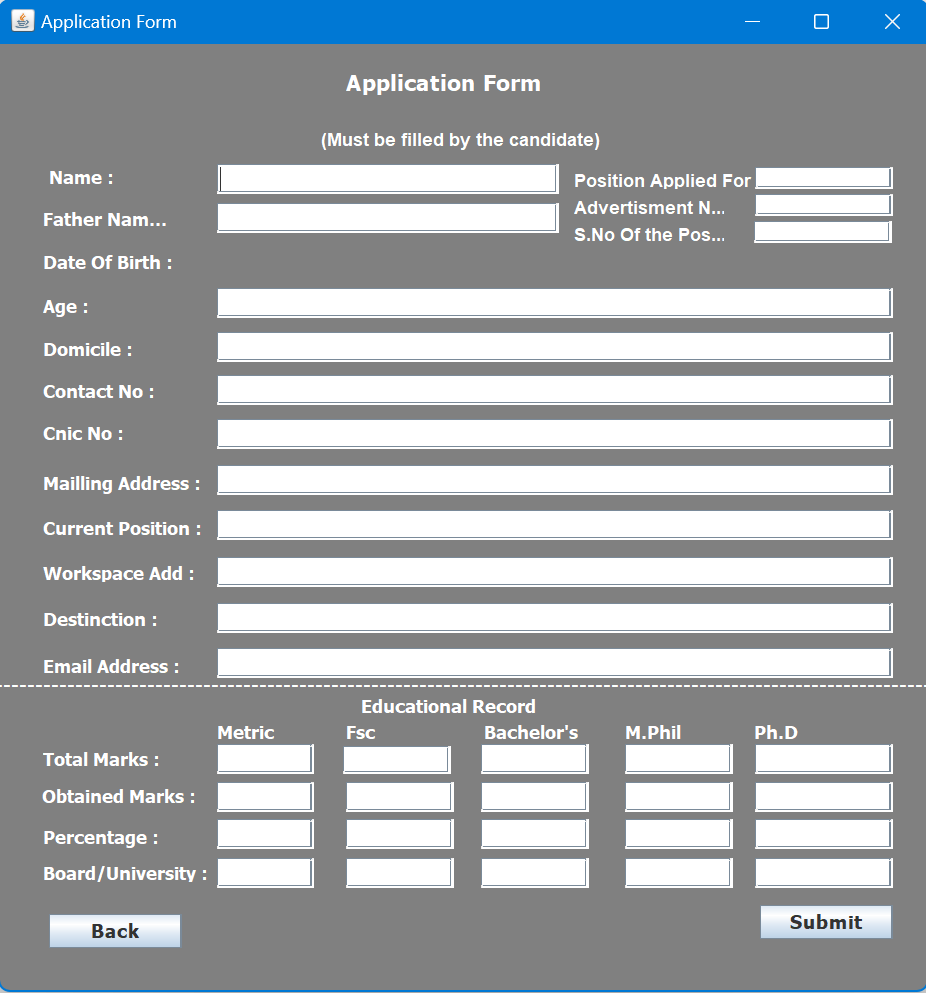 Application Form
Application Form
(Must be filled by the candidate)
Name :
Position Applied For
Father Nam...
Advertisment N...
S.No Of the Pos...
Date Of Birth :
Age :
Domicile :
Contact No :
Cnic No :
Mailling Address :
Current Position :
Workspace Add :
Destinction :
Email Address :
Educational Record
Metric Fsc Bachelor's M.Phil Ph.D
Total Marks :
Obtained Marks :
Percentage :
Board/University :
Back
Submit